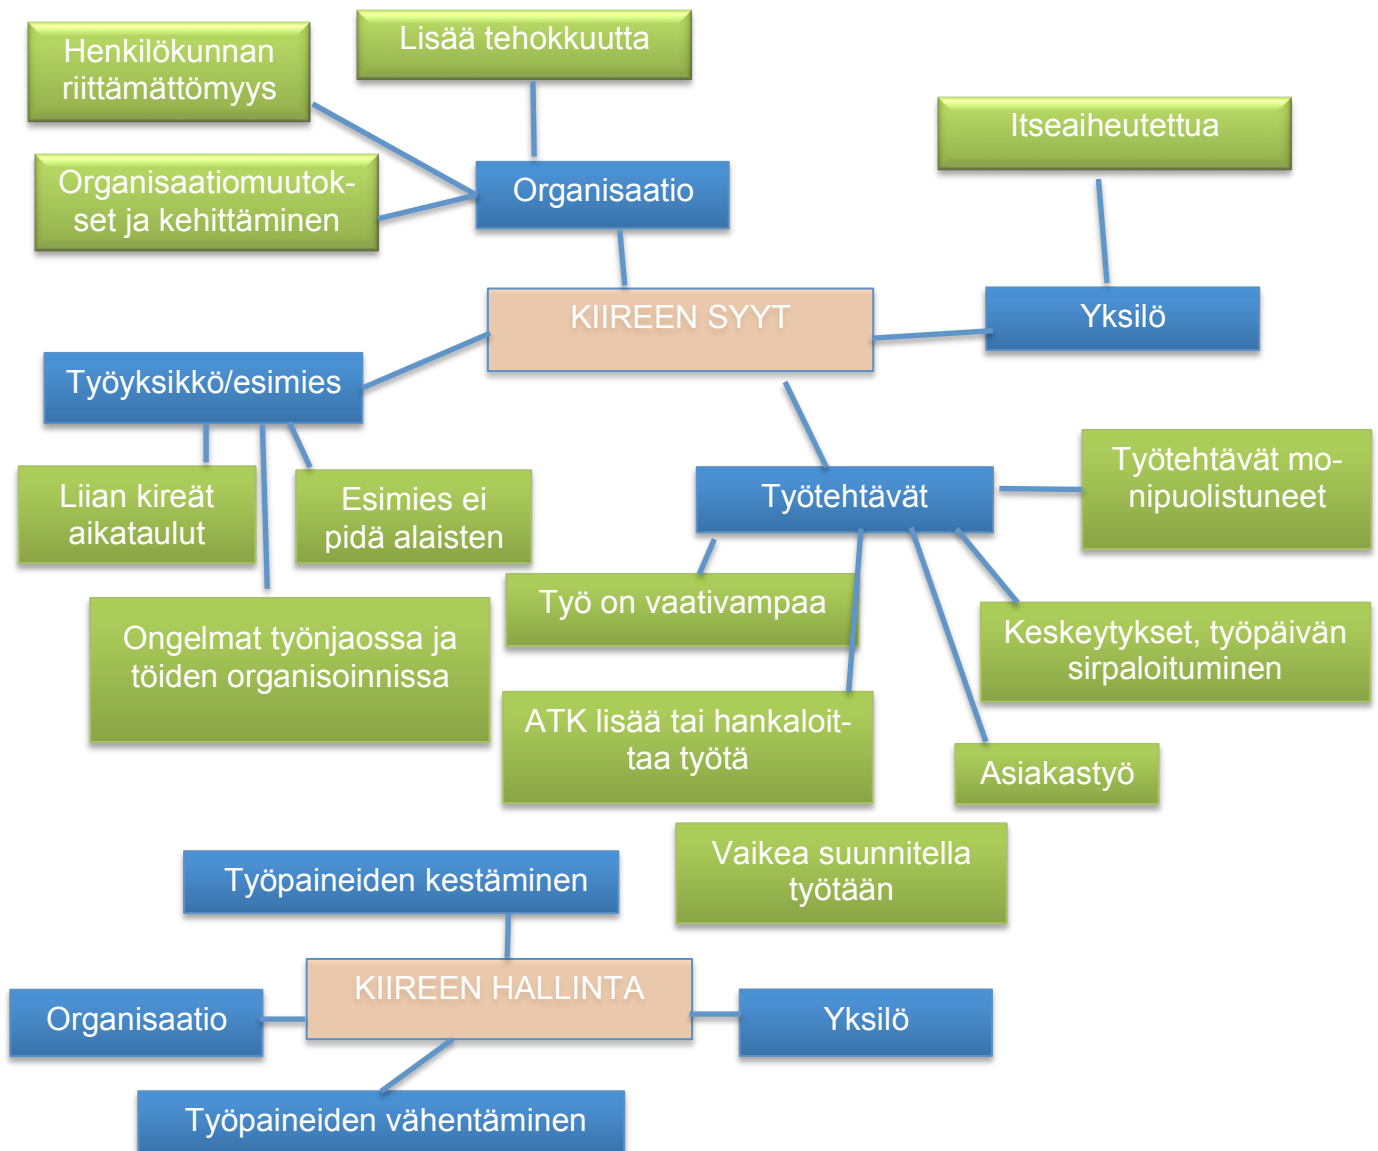 Henkilökunnan
riittämättömyys
Lisää tehokkuutta
Itseaiheutettua
Organisaatiomuutok-
set ja kehittäminen
Organisaatio
KIIREEN SYYT
Yksilö
Työyksikkö/esimies
Liian kireät
aikataulut
Esimies ei
pidä alaisten
Työtehtävät
Työtehtävät mo-
nipuolistuneet
Ongelmat työnjaossa ja
töiden organisoinnissa
Työ on vaativampaa
Keskeytykset, työpäivän
sirpaloituminen
ATK lisää tai hankaloit-
taa työtä
Asiakastyö
Vaikea suunnitella
työtään
Työpaineiden kestäminen
KIIREEN HALLINTA
Organisaatio
Yksilö
Työpaineiden vähentäminen